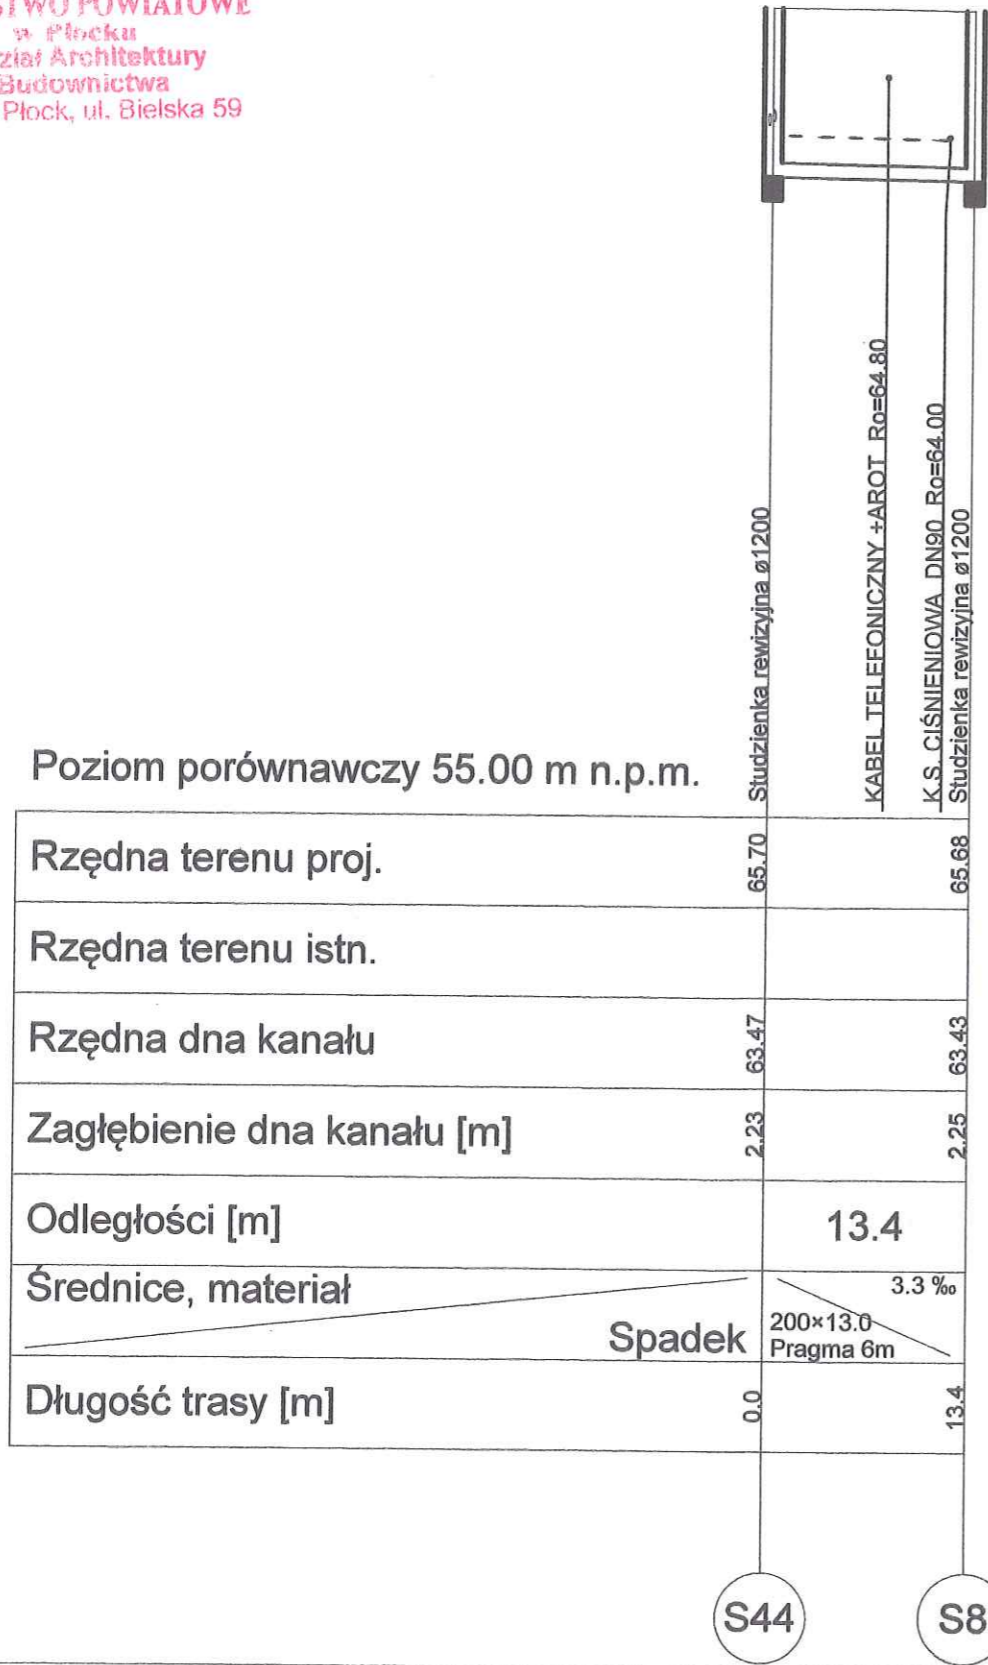 POWIATOWE
w Płocku
Architektury
Budownictwa
Płock, ul. Bielska 59
KABEL TELEFONICZNY +AROT Ro=64.80
K.S. CIŚNIENIOWA DN90 Ro=64.00
Studzienka rewizyjna ø1200
Studzienka rewizyjna ø1200
Poziom porównawczy 55.00 m n.p.m.
Rzędna terenu proj. 65.70 65.68
Rzędna terenu istn.
Rzędna dna kanału 63.47 63.43
Zagłębienie dna kanału [m] 2.23 2.25
Odległości [m] 13.4
Średnice, materiał 3.3 ‰
Spadek 200×13.0
Pragma 6m
Długość trasy [m] 0.0 13.4
S44 S8